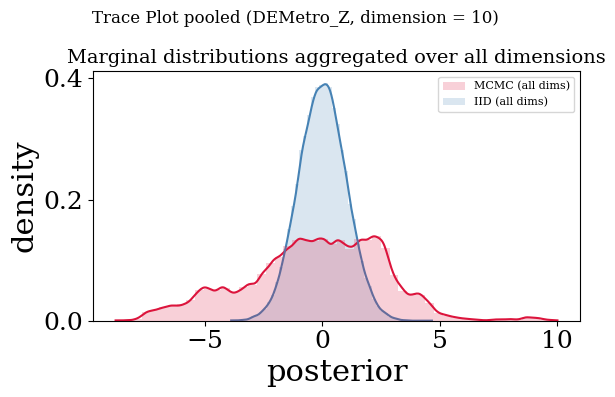 Trace Plot pooled (DEMetro_Z, dimension = 10)
Marginal distributions aggregated over all dimensions
MCMC (all dims)
IID (all dims)
density
0.4
0.2
0.0
−5
0
5
10
posterior